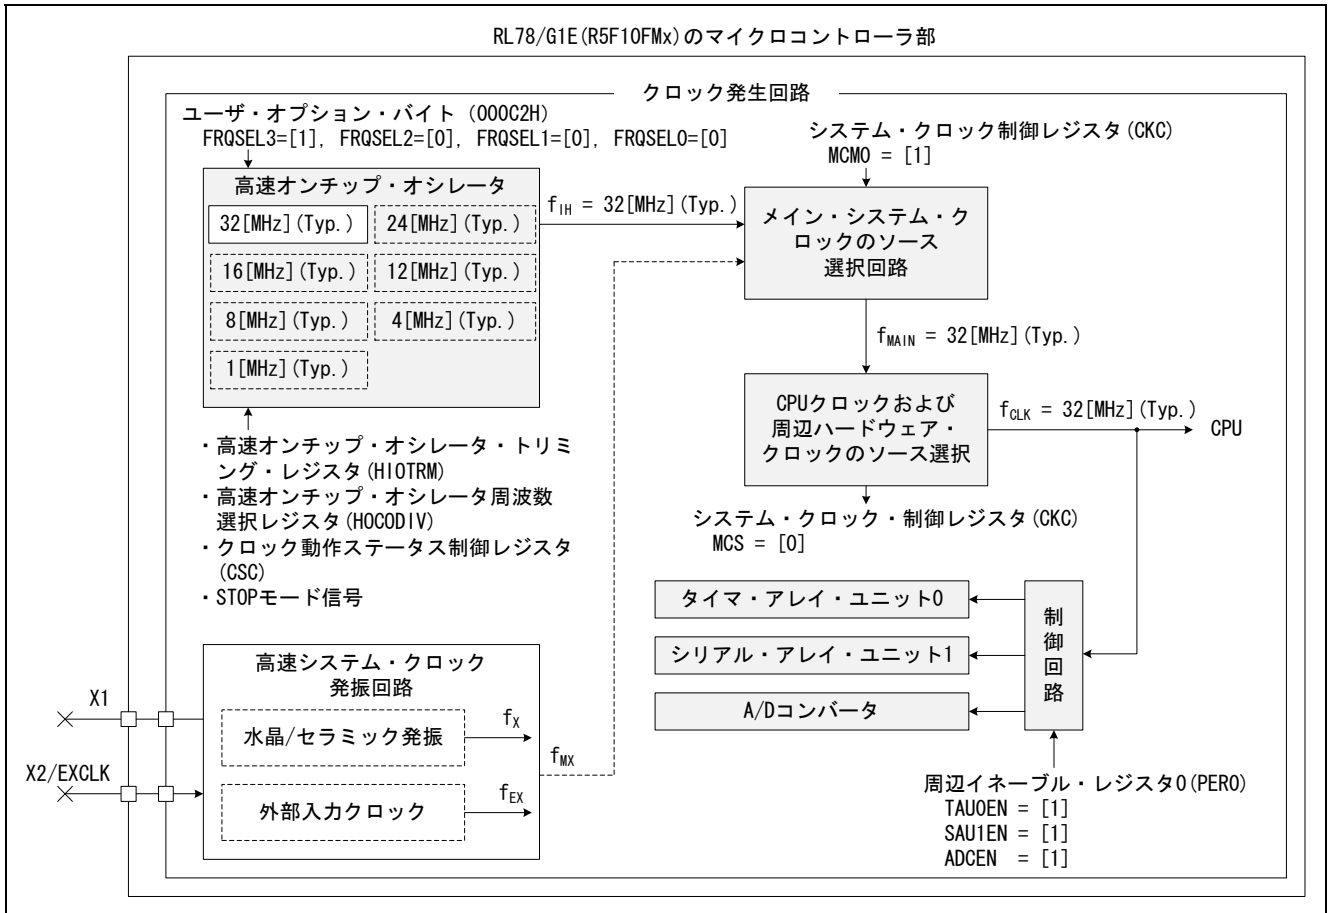 RL78/G1E(R5F10FMx)のマイクロコントローラ部
クロック発生回路
ユーザ・オプション・バイト (000C2H)
FRQSEL3=[1], FRQSEL2=[0], FRQSEL1=[0], FRQSEL0=[0]
システム・クロック制御レジスタ(CKC)
MCM0 = [1]
高速オンチップ・オシレータ
32[MHz](Typ.)
24[MHz](Typ.)
16[MHz](Typ.)
12[MHz](Typ.)
8[MHz](Typ.)
4[MHz](Typ.)
1[MHz](Typ.)
fIH = 32[MHz](Typ.)
メイン・システム・ク
ロックのソース
選択回路
fMAIN = 32[MHz](Typ.)
CPUクロックおよび
周辺ハードウェア・
クロックのソース選択
fCLK = 32[MHz](Typ.)
CPU
・高速オンチップ・オシレータ・トリミ
ング・レジスタ(HIOTRM)
・高速オンチップ・オシレータ周波数
選択レジスタ(HOCODIV)
・クロック動作ステータス制御レジスタ
(CSC)
・STOPモード信号
システム・クロック・制御レジスタ(CKC)
MCS = [0]
タイマ・アレイ・ユニット0
シリアル・アレイ・ユニット1
A/Dコンバータ
制
御
回
路
高速システム・クロック
発振回路
X1
水晶/セラミック発振
fX
fMX
X2/EXCLK
外部入力クロック
fEX
周辺イネーブル・レジスタ0(PER0)
TAU0EN = [1]
SAU1EN = [1]
ADCEN = [1]